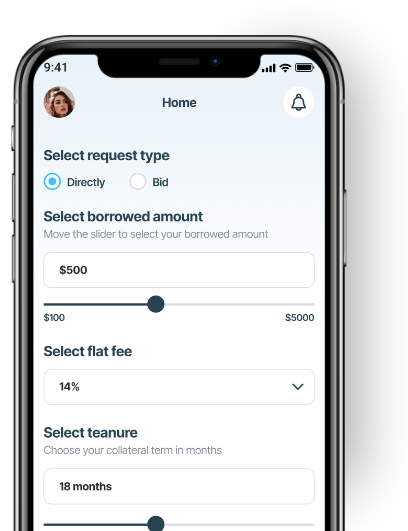 9:41
Home
Select request type
Directly Bid
Select borrowed amount
Move the slider to select your borrowed amount
$500
$100 $5000
Select flat fee
14%
Select teanure
Choose your collateral term in months
18 months